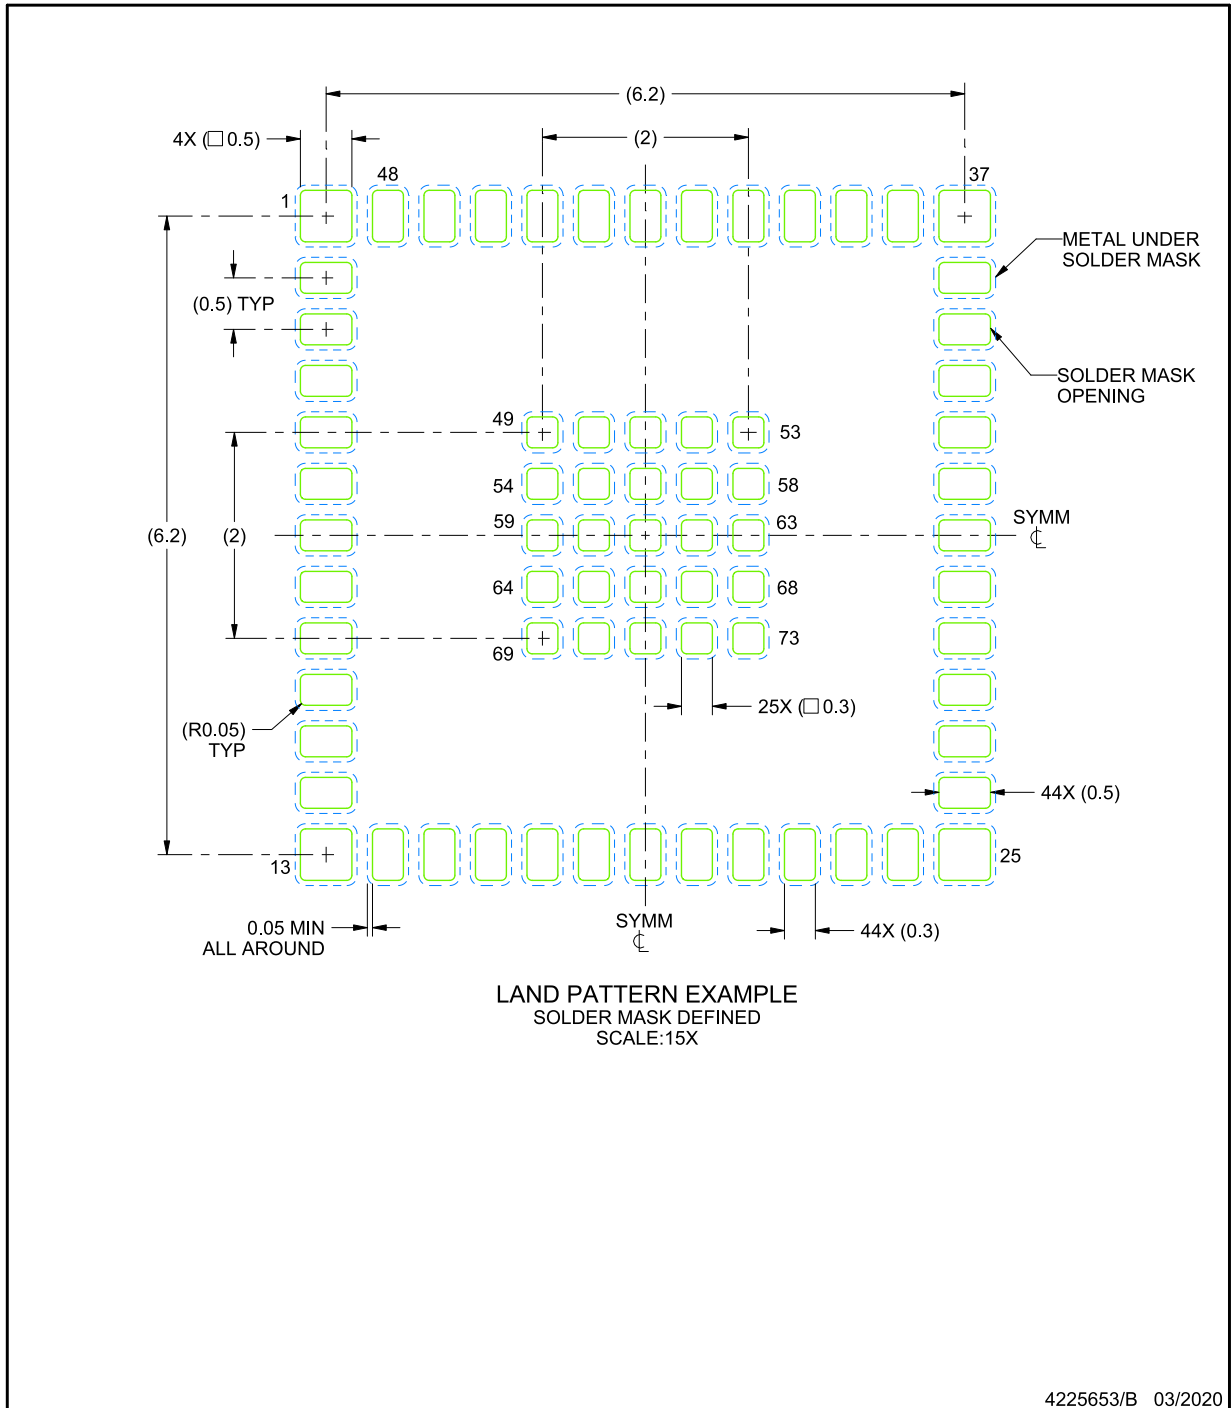 (6.2)
4X (□ 0.5)
(2)
48
37
1
METAL UNDER
SOLDER MASK
(0.5) TYP
SOLDER MASK
OPENING
49
53
54
58
59
63
SYMM
℄
(6.2)
(2)
64
68
69
73
25X (□ 0.3)
(R0.05)
TYP
44X (0.5)
13
25
0.05 MIN
ALL AROUND
SYMM
℄
44X (0.3)
LAND PATTERN EXAMPLE
SOLDER MASK DEFINED
SCALE:15X
4225653/B 03/2020